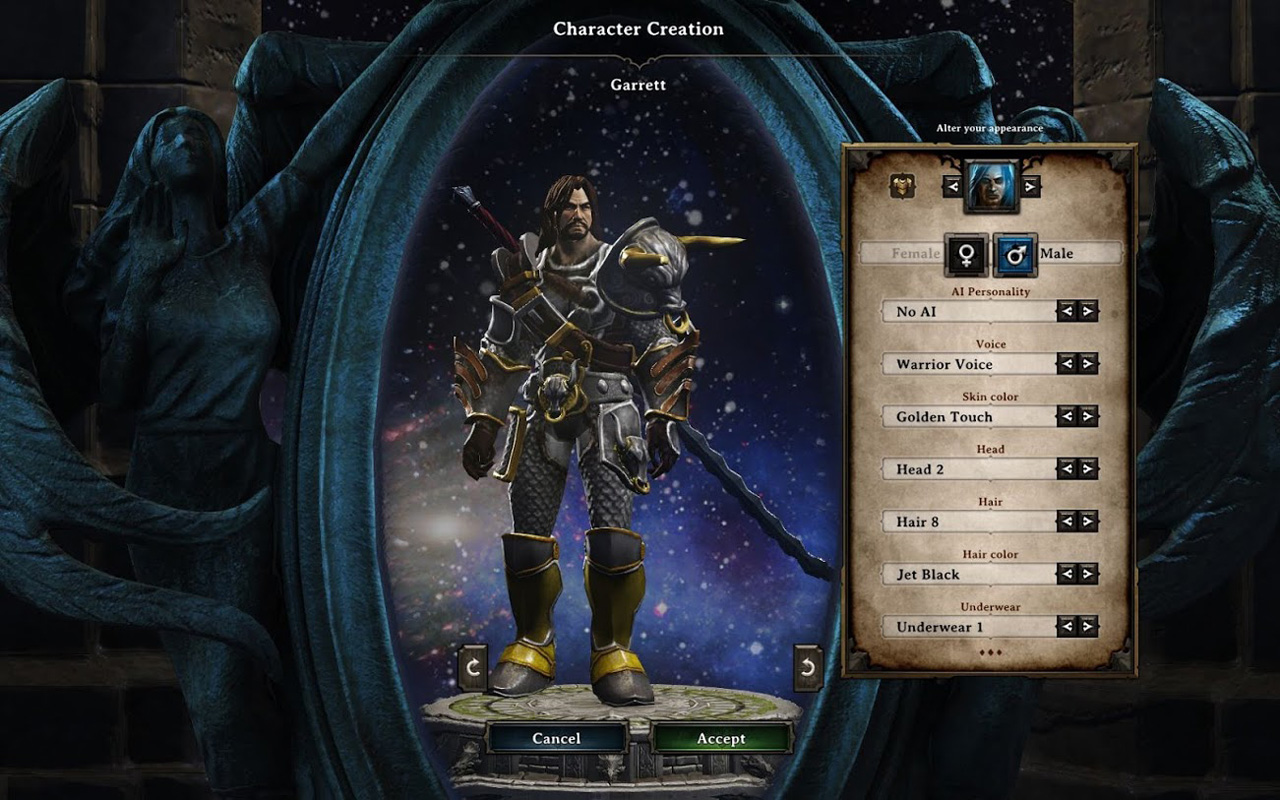 Character Creation
Garrett
Alter your appearance
Female
Male
AI Personality
No AI
Voice
Warrior Voice
Skin color
Golden Touch
Head
Head 2
Hair
Hair 8
Hair color
Jet Black
Underwear
Underwear 1
Cancel
Accept